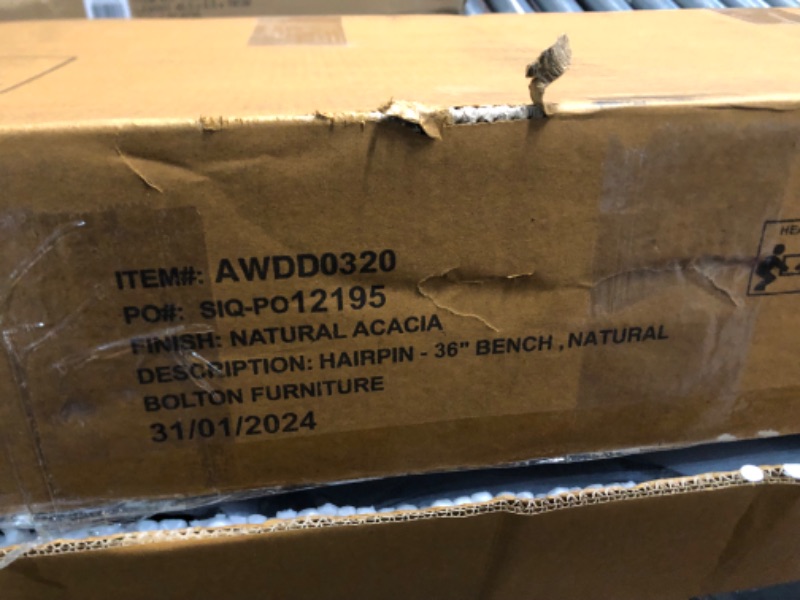 ITEM#: AWDD0320
PO#: SIQ-PO12195
FINISH: NATURAL ACACIA
DESCRIPTION: HAIRPIN - 36" BENCH , NATURAL
BOLTON FURNITURE
31/01/2024